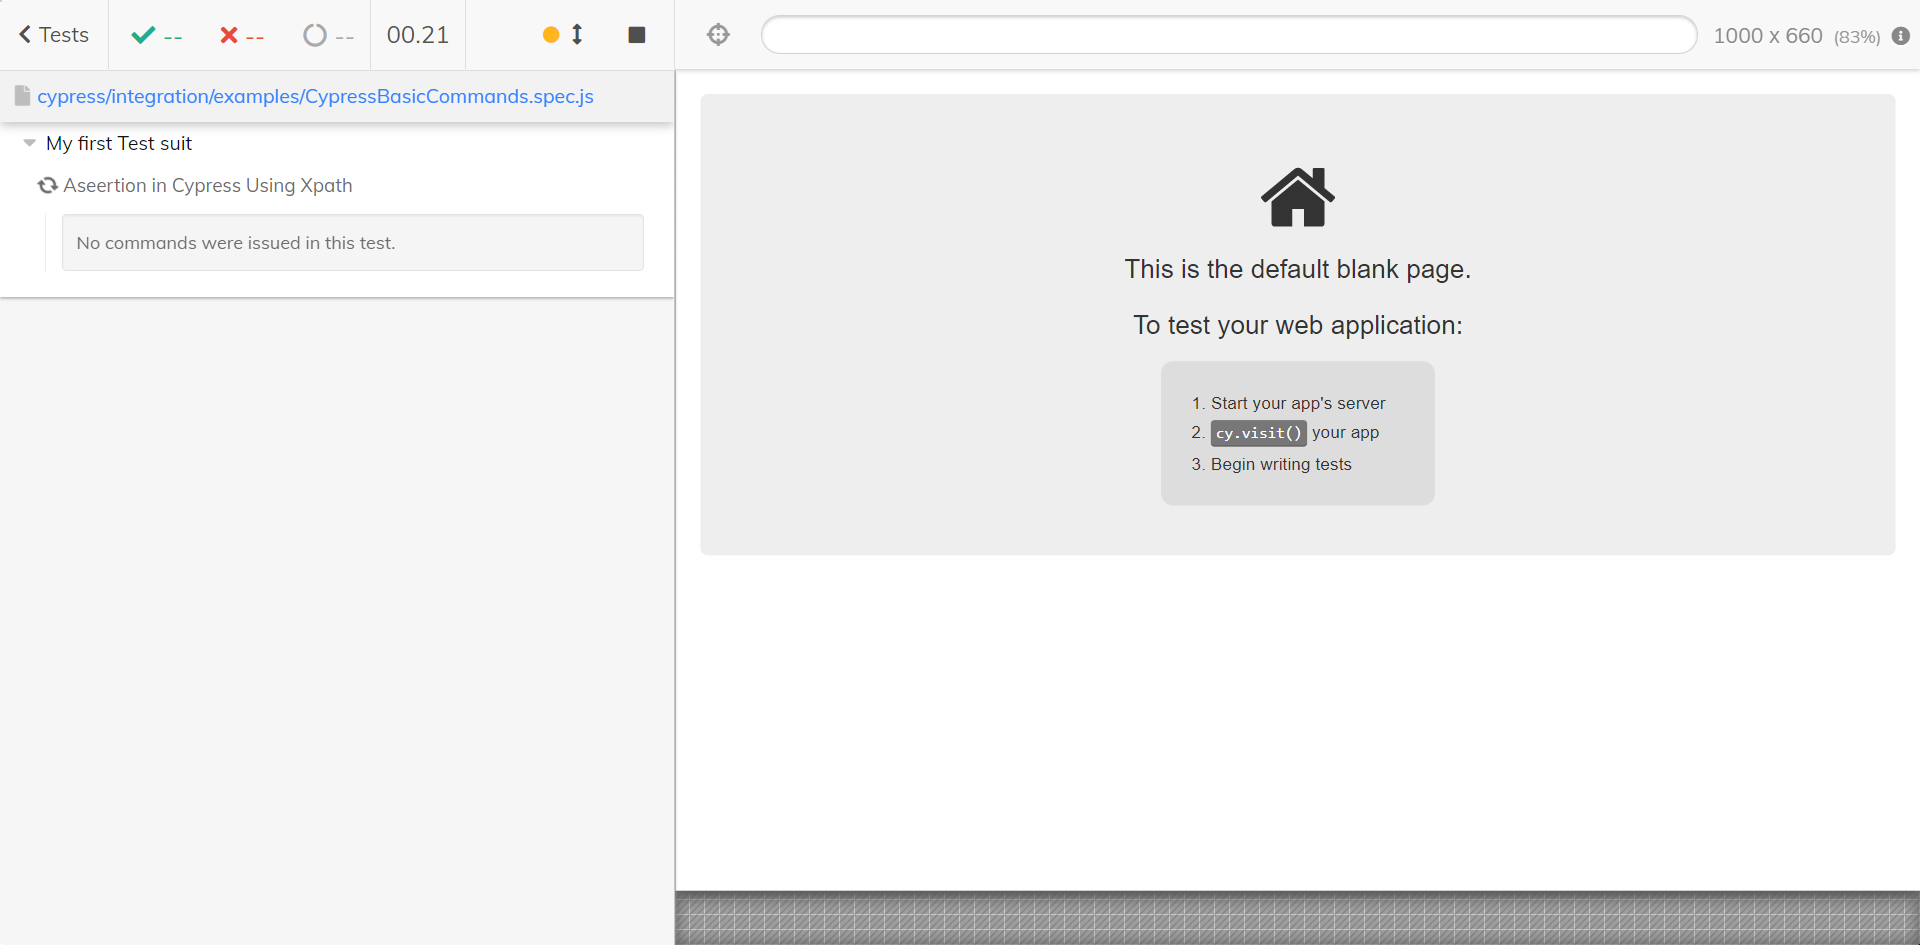 Tests -- -- -- 00.21 1000 x 660 (83%)
cypress/integration/examples/CypressBasicCommands.spec.js
My first Test suit
Aseertion in Cypress Using Xpath
No commands were issued in this test.
This is the default blank page.
To test your web application:
1. Start your app's server
2. cy.visit() your app
3. Begin writing tests